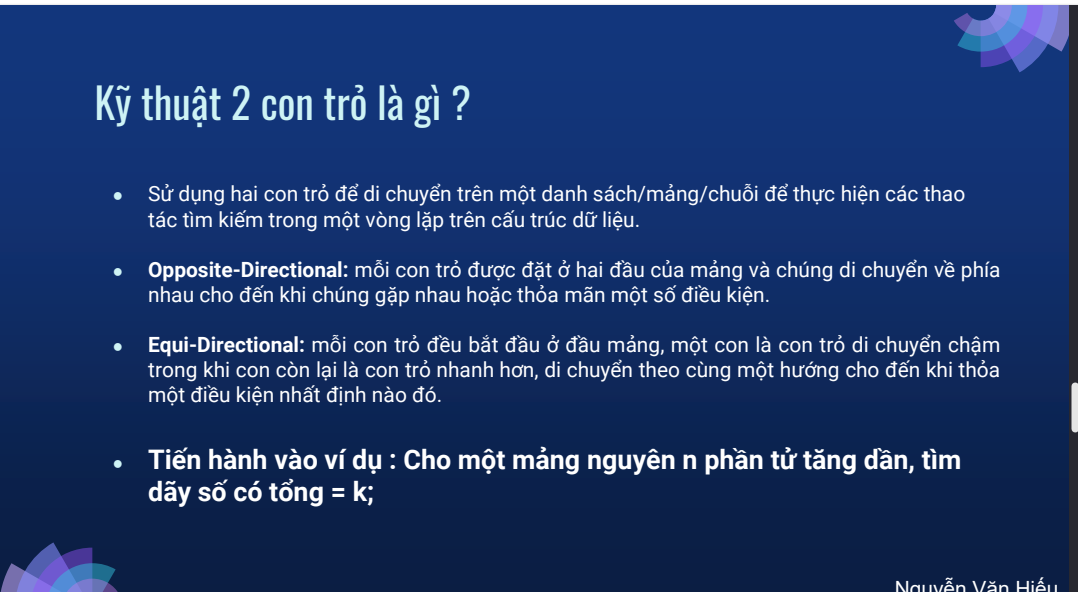 Kỹ thuật 2 con trỏ là gì ?
● Sử dụng hai con trỏ để di chuyển trên một danh sách/mảng/chuỗi để thực hiện các thao
tác tìm kiếm trong một vòng lặp trên cấu trúc dữ liệu.
● Opposite-Directional: mỗi con trỏ được đặt ở hai đầu của mảng và chúng di chuyển về phía
nhau cho đến khi chúng gặp nhau hoặc thỏa mãn một số điều kiện.
● Equi-Directional: mỗi con trỏ đều bắt đầu ở đầu mảng, một con là con trỏ di chuyển chậm
trong khi con còn lại là con trỏ nhanh hơn, di chuyển theo cùng một hướng cho đến khi thỏa
một điều kiện nhất định nào đó.
● Tiến hành vào ví dụ : Cho một mảng nguyên n phần tử tăng dần, tìm
dãy số có tổng = k;
Nguyễn Văn Hiếu